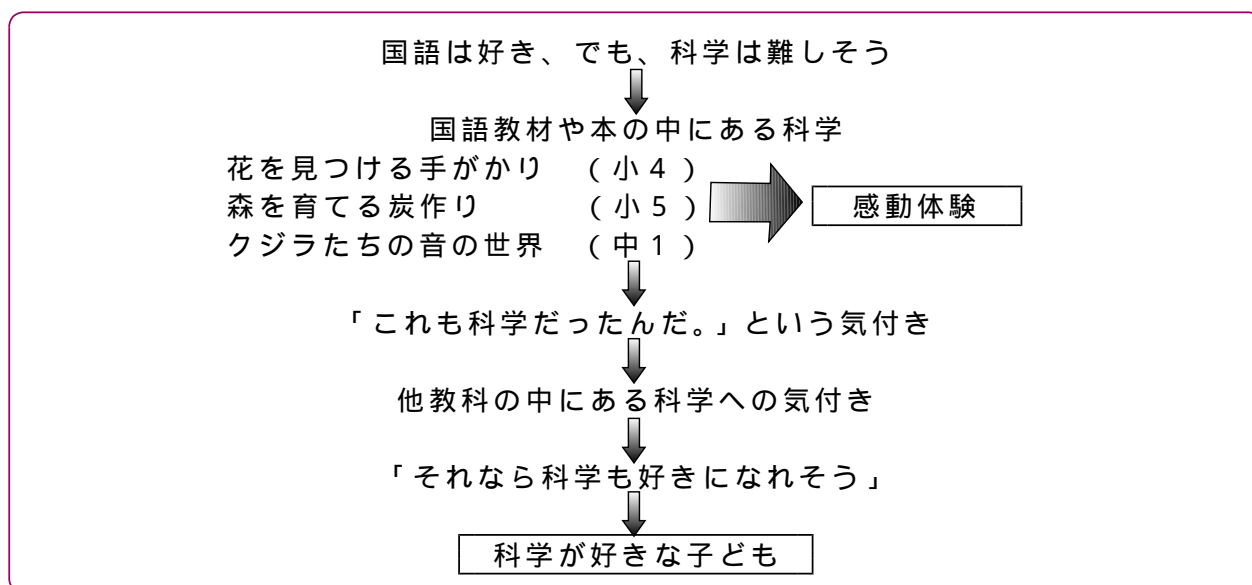 国語は好き、でも、科学は難しそう
国語教材や本の中にある科学
花を見つける手がかり （小４）
森を育てる炭作り （小５）
クジラたちの音の世界 （中１）
感動体験
「これも科学だったんだ。」という気付き
他教科の中にある科学への気付き
「それなら科学も好きになれそう」
科学が好きな子ども